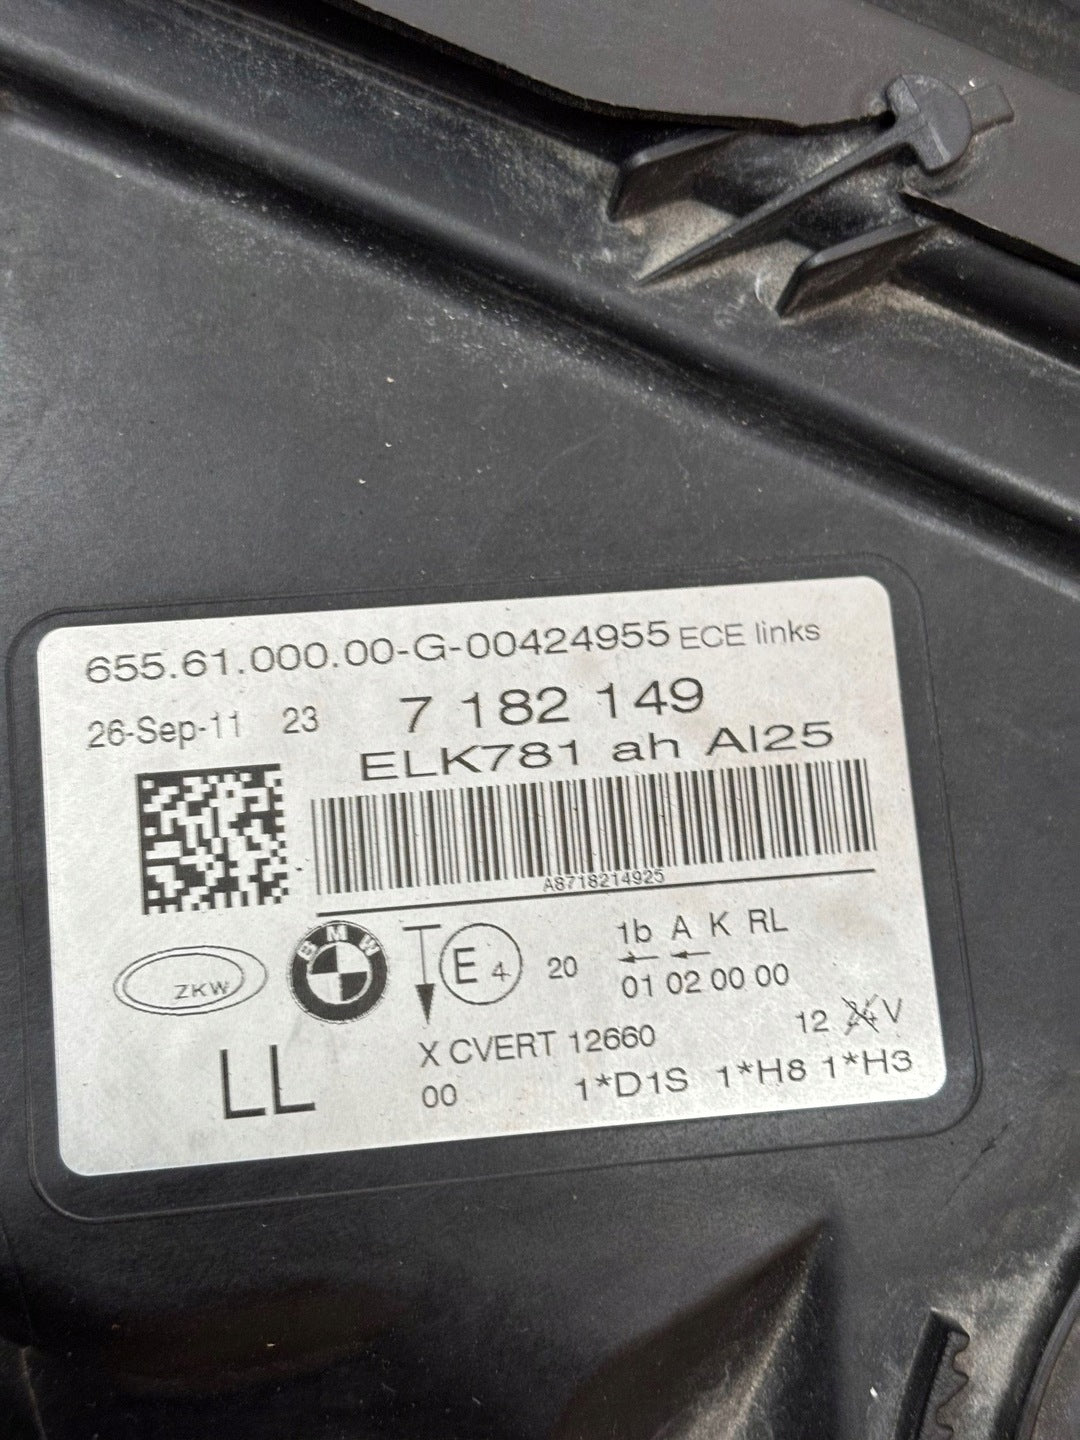 655.61.000.00-G-00424955 ECE links
26-Sep-11 23 7 182 149
ELK781 ah AI25
A8718214925
ZKW
BMW
E4 20
1b A K RL
01 02 00 00
12 24 V
X CVERT 12660
LL
00 1*D1S 1*H8 1*H3